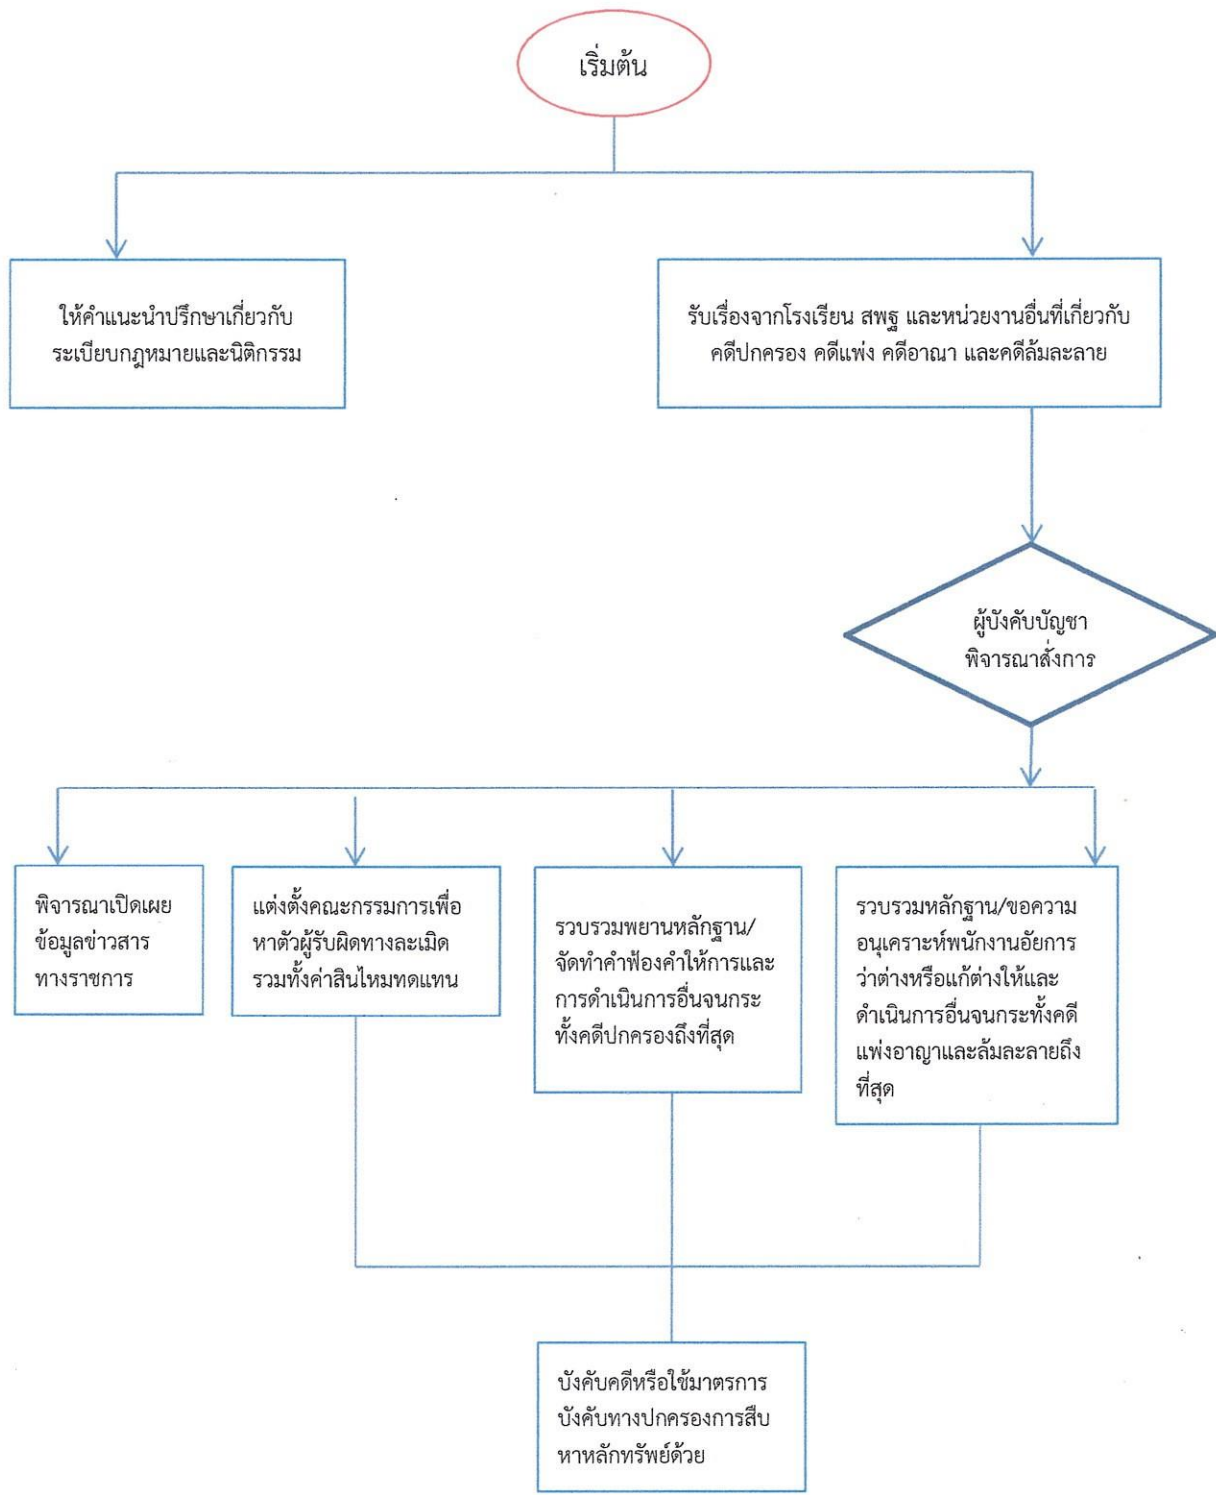 เริ่มต้น
ให้คำแนะนำปรึกษาเกี่ยวกับ
ระเบียบกฎหมายและนิติกรรม
รับเรื่องจากโรงเรียน สพฐ และหน่วยงานอื่นที่เกี่ยวกับ
คดีปกครอง คดีแพ่ง คดีอาณา และคดีล้มละลาย
ผู้บังคับบัญชา
พิจารณาสั่งการ
พิจารณาเปิดเผย
ข้อมูลข่าวสาร
ทางราชการ
แต่งตั้งคณะกรรมการเพื่อ
หาตัวผู้รับผิดทางละเมิด
รวมทั้งค่าสินไหมทดแทน
รวบรวมพยานหลักฐาน/
จัดทำคำฟ้องคำให้การและ
การดำเนินการอื่นจนกระ
ทั้งคดีปกครองถึงที่สุด
รวบรวมหลักฐาน/ขอความ
อนุเคราะห์พนักงานอัยการ
ว่าต่างหรือแก้ต่างให้และ
ดำเนินการอื่นจนกระทั้งคดี
แพ่งอาญาและล้มละลายถึง
ที่สุด
บังคับคดีหรือใช้มาตรการ
บังคับทางปกครองการสืบ
หาหลักทรัพย์ด้วย